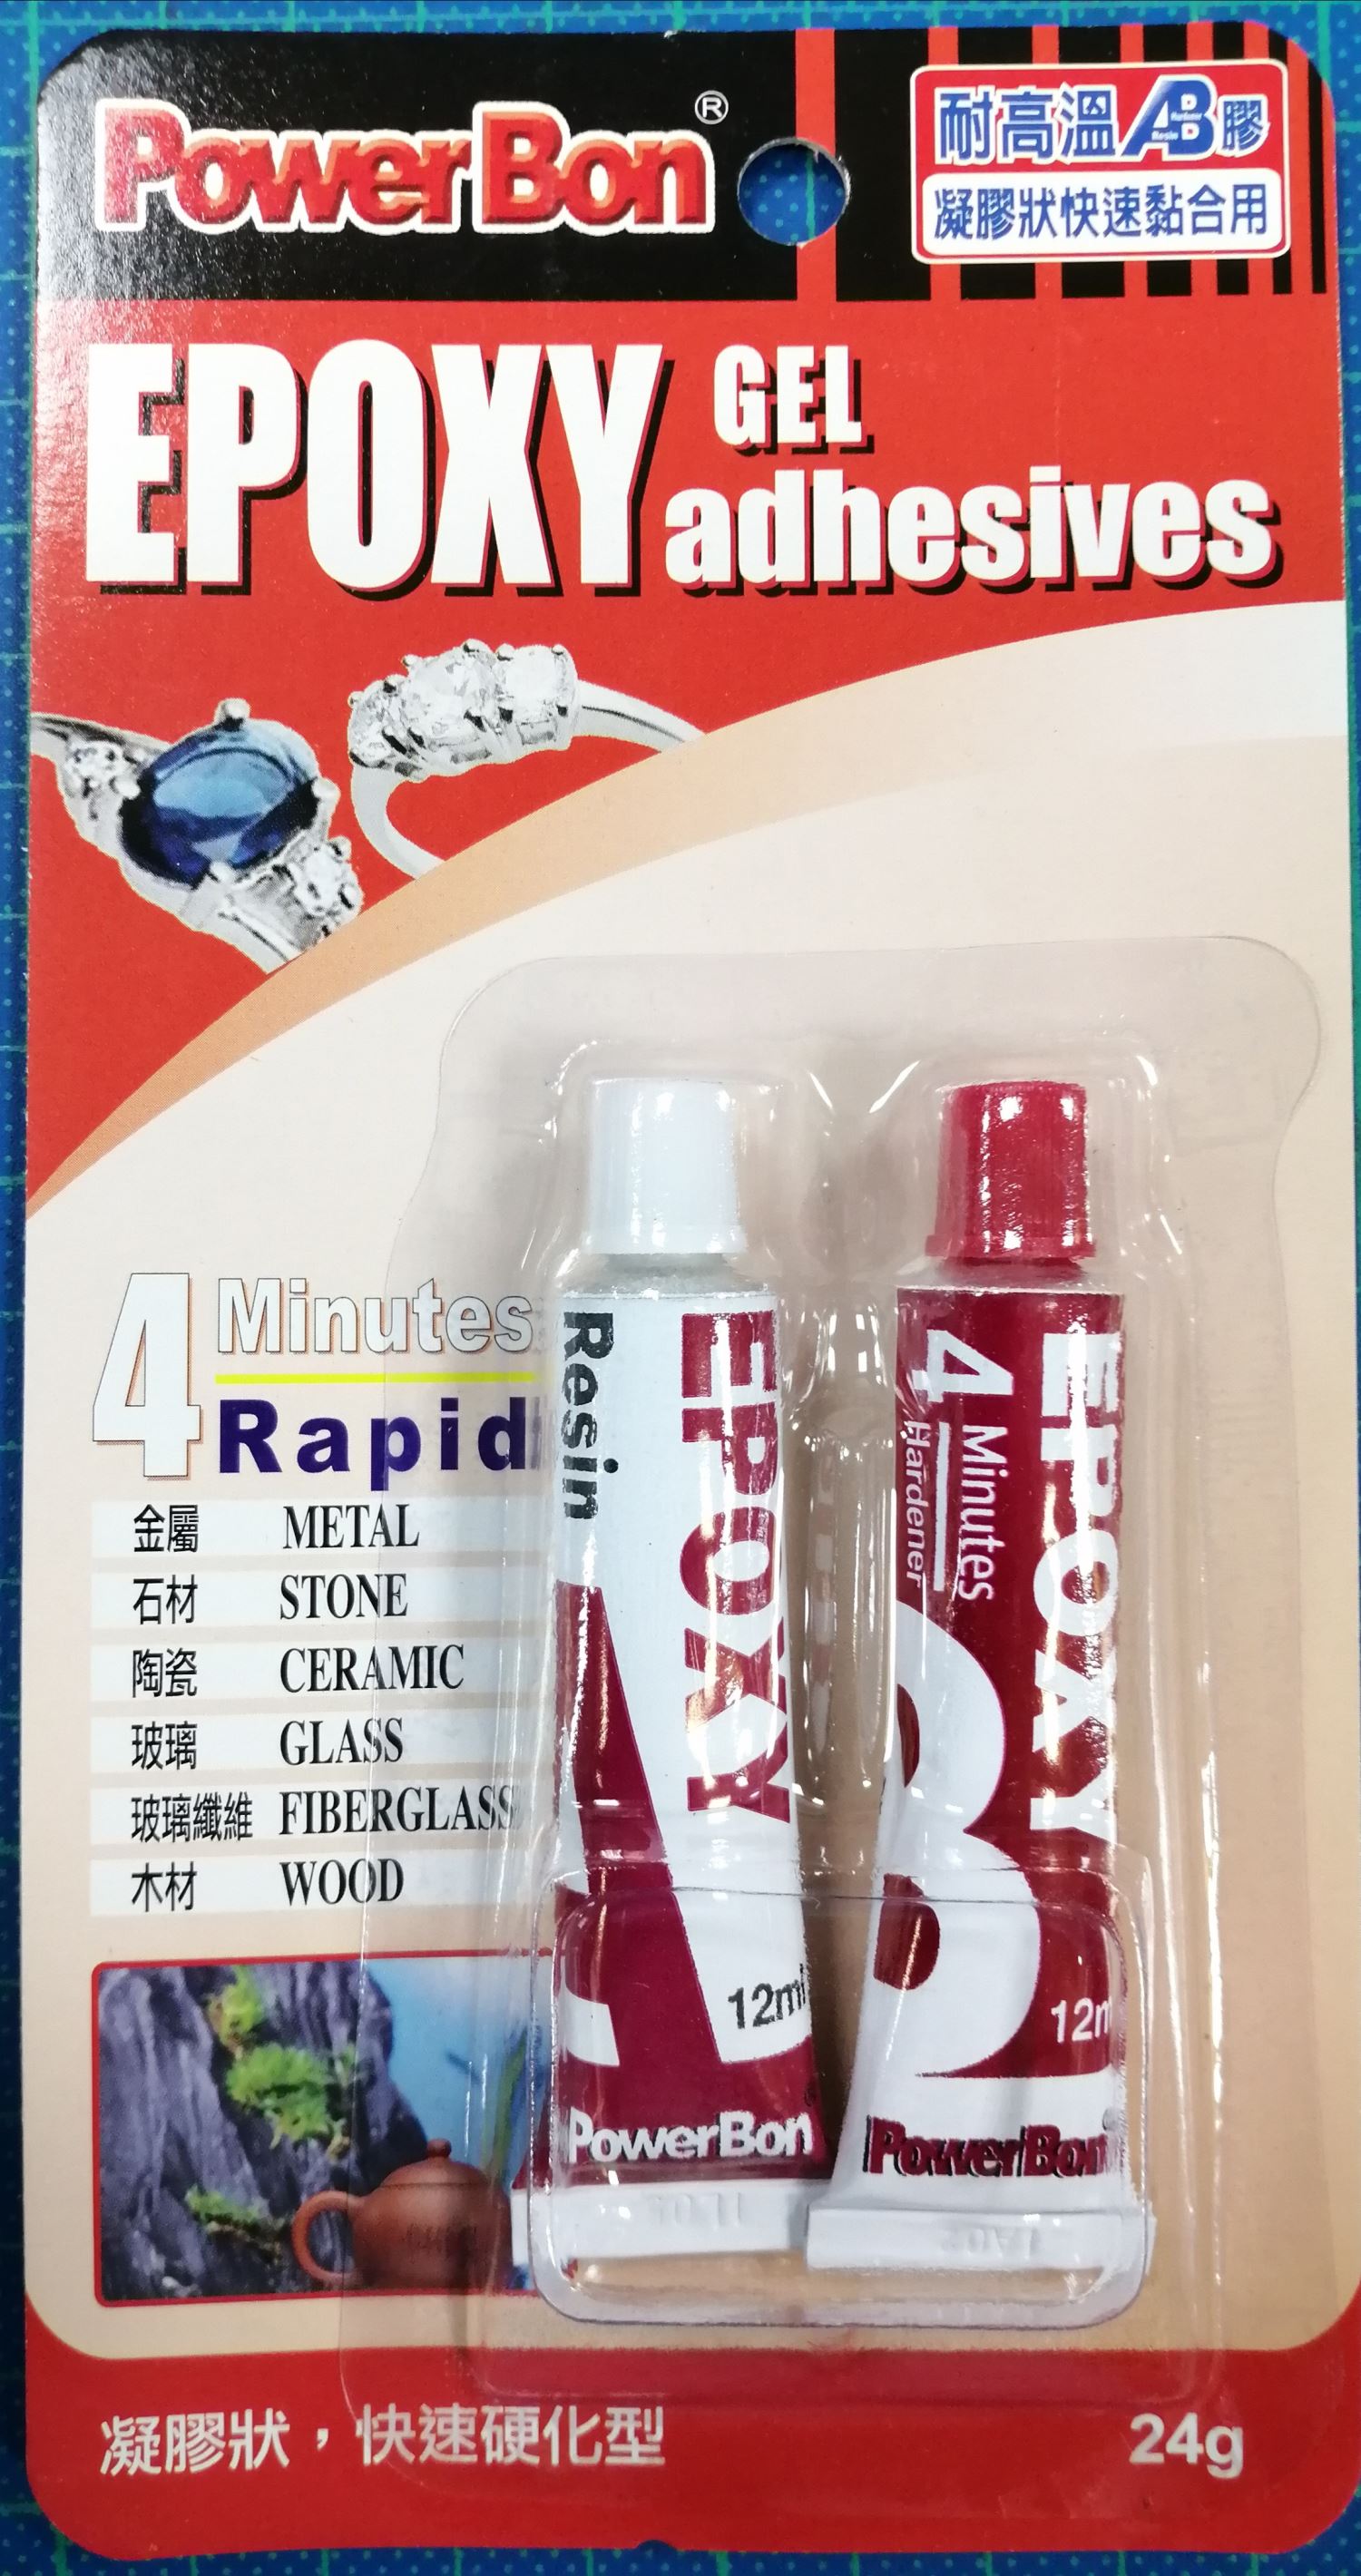 PowerBon®
耐高溫AB膠
Resin Hardener
凝膠狀快速黏合用
EPOXY GEL
adhesives
4 Minutes
Rapid
金屬 METAL
石材 STONE
陶瓷 CERAMIC
玻璃 GLASS
玻璃纖維 FIBERGLASS
木材 WOOD
Resin
EPOXY
A
12ml
PowerBon
EPOXY
4 Minutes
Hardener
B
12m
PowerBon
凝膠狀，快速硬化型
24g